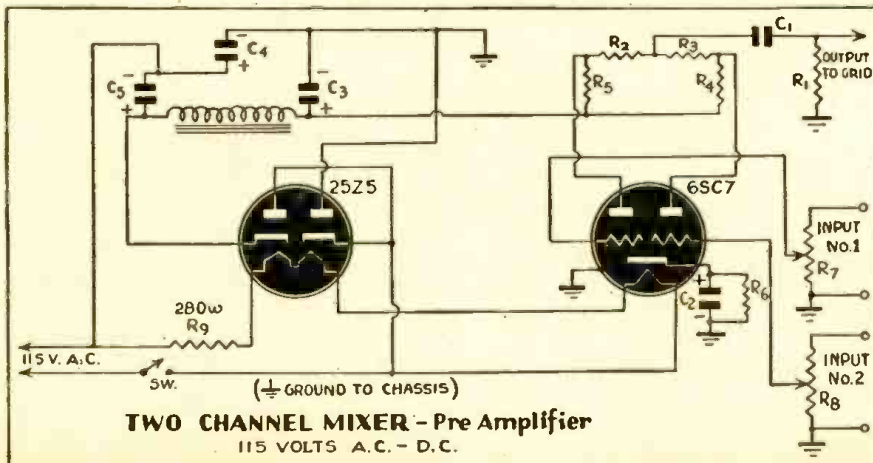 C4
C5
C3
C1
R2
R3
R5
R4
R1
OUTPUT
TO GRID
25Z5
6SC7
INPUT
No.1
R7
C2
R6
280w
R9
115 V. A.C.
SW.
(⏚ GROUND TO CHASSIS)
INPUT
No.2
R8
TWO CHANNEL MIXER - Pre Amplifier
115 VOLTS A.C. - D.C.